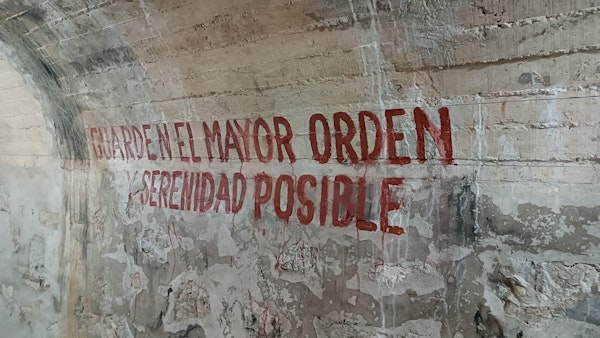 GUARDEN EL MAYOR ORDEN
Y SERENIDAD POSIBLE